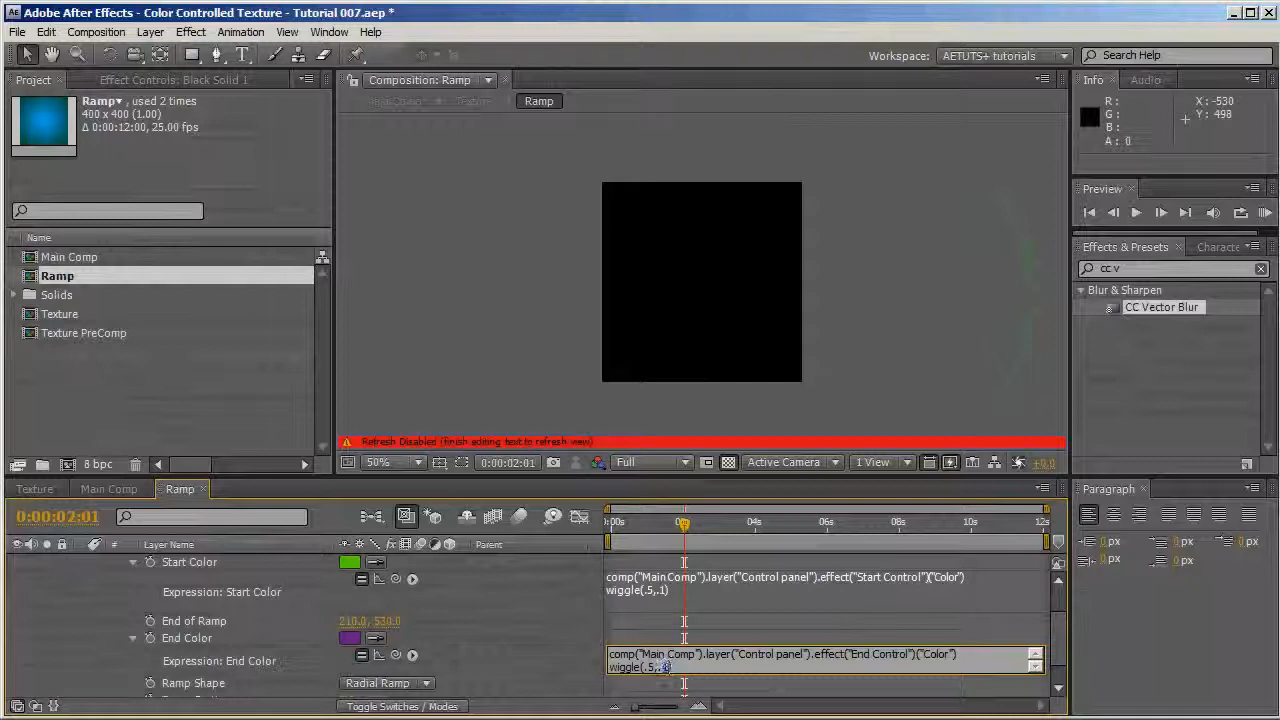 Adobe After Effects - Color Controlled Texture - Tutorial 007.aep *
File Edit Composition Layer Effect Animation View Window Help
Workspace: AETUTS+ tutorials Search Help
Project Effect Controls: Black Solid 1
Composition: Ramp
Info Audio
Ramp▾, used 2 times
400 x 400 (1.00)
Δ 0:00:12:00, 25.00 fps
Texture Ramp
R:
G:
B:
A: 0
X: -530
Y: 498
Preview
Name
Main Comp
Ramp
Solids
Texture
Texture PreComp
Effects & Presets Characte
cc v
Blur & Sharpen
CC Vector Blur
Refresh Disabled (finish editing text to refresh view)
8 bpc
50% 0:00:02:01 Full Active Camera 1 View +0.0
Texture Main Comp Ramp
Paragraph
0:00:02:01
:00s 04s 06s 08s 10s 12s
# Layer Name Parent
0 px 0 px 0 px
0 px 0 px
Start Color
comp("Main Comp").layer("Control panel").effect("Start Control")("Color")
wiggle(.5,.1)
Expression: Start Color
End of Ramp 210.0, 530.0
End Color
comp("Main Comp").layer("Control panel").effect("End Control")("Color")
Expression: End Color
Ramp Shape Radial Ramp
Toggle Switches / Modes